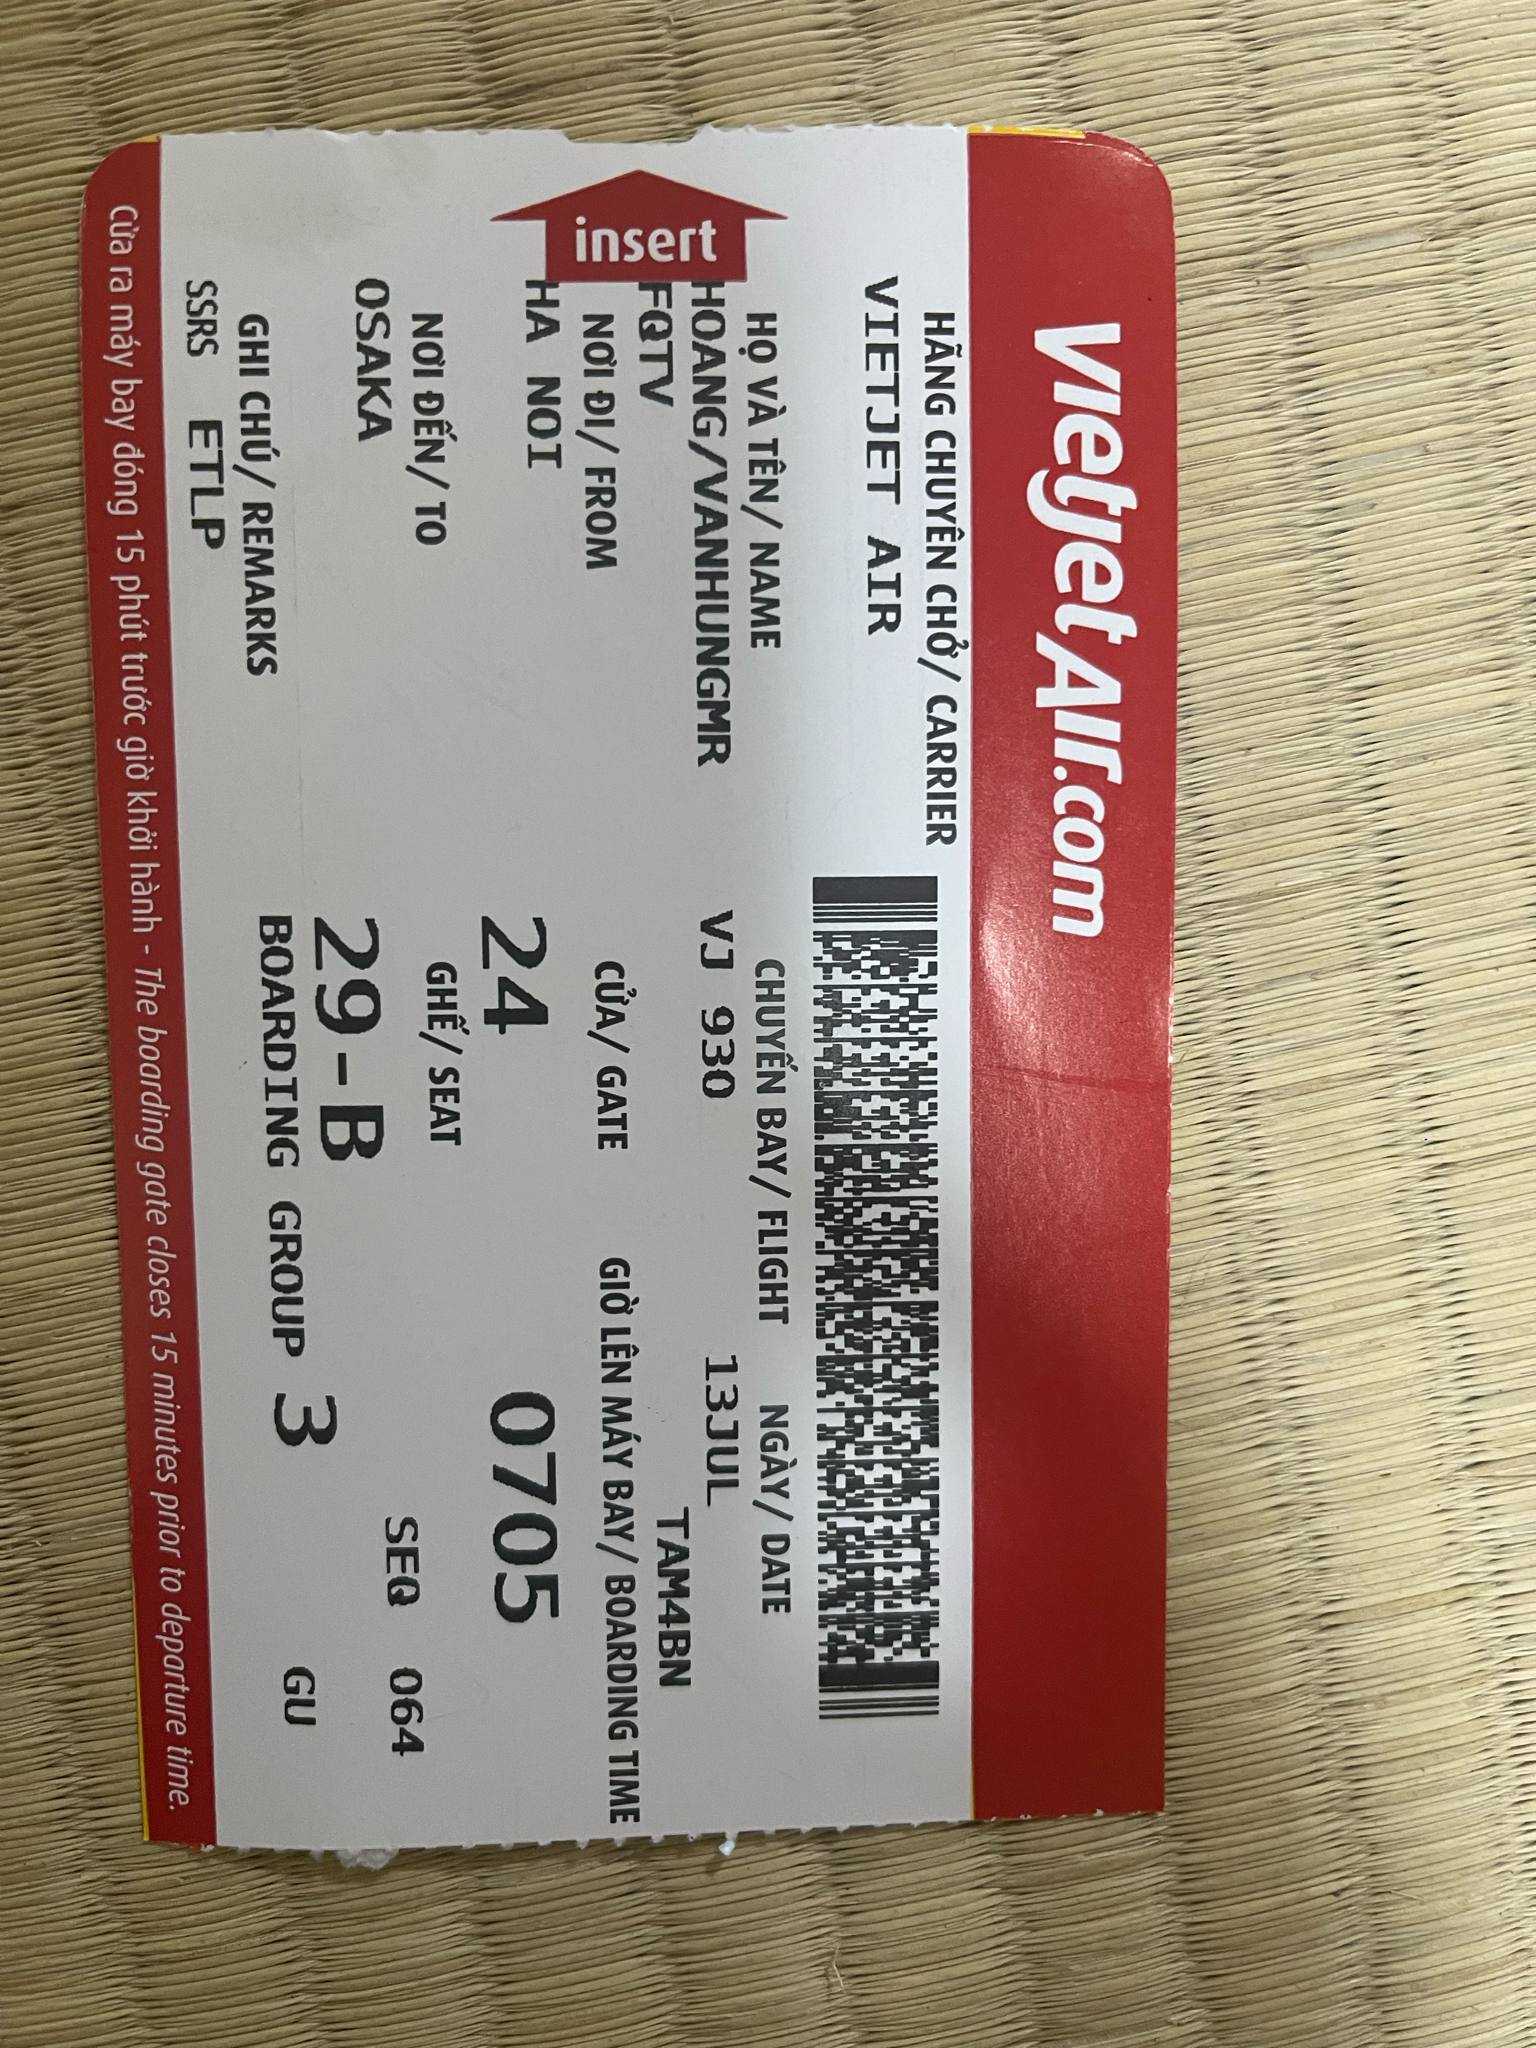 VietjetAir.com
HÃNG CHUYÊN CHỞ/ CARRIER
VIETJET AIR
HỌ VÀ TÊN/ NAME
HOANG/VANHUNGMR
FQTV
CHUYẾN BAY/ FLIGHT
VJ 930
NGÀY/ DATE
13JUL
TAM4BN
insert
NƠI ĐI/ FROM
HA NOI
CỬA/ GATE
24
GIỜ LÊN MÁY BAY/ BOARDING TIME
0705
NƠI ĐẾN/ TO
OSAKA
GHẾ/ SEAT
29-B
SEQ 064
BOARDING GROUP 3 GU
GHI CHÚ/ REMARKS
SSRS ETLP
Cửa ra máy bay đóng 15 phút trước giờ khởi hành - The boarding gate closes 15 minutes prior to departure time.